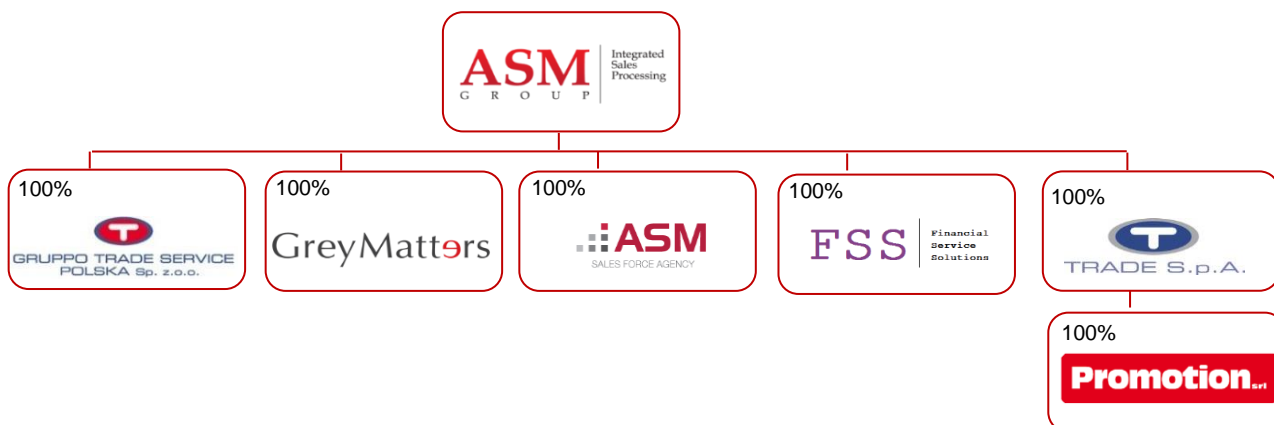 ASM
GROUP
Integrated
Sales
Processing
100%
GRUPPO TRADE SERVICE
POLSKA Sp. z.o.o.
100%
GreyMatters
100%
ASM
SALES FORCE AGENCY
100%
FSS
Financial
Service
Solutions
100%
TRADE S.p.A.
100%
Promotion srl